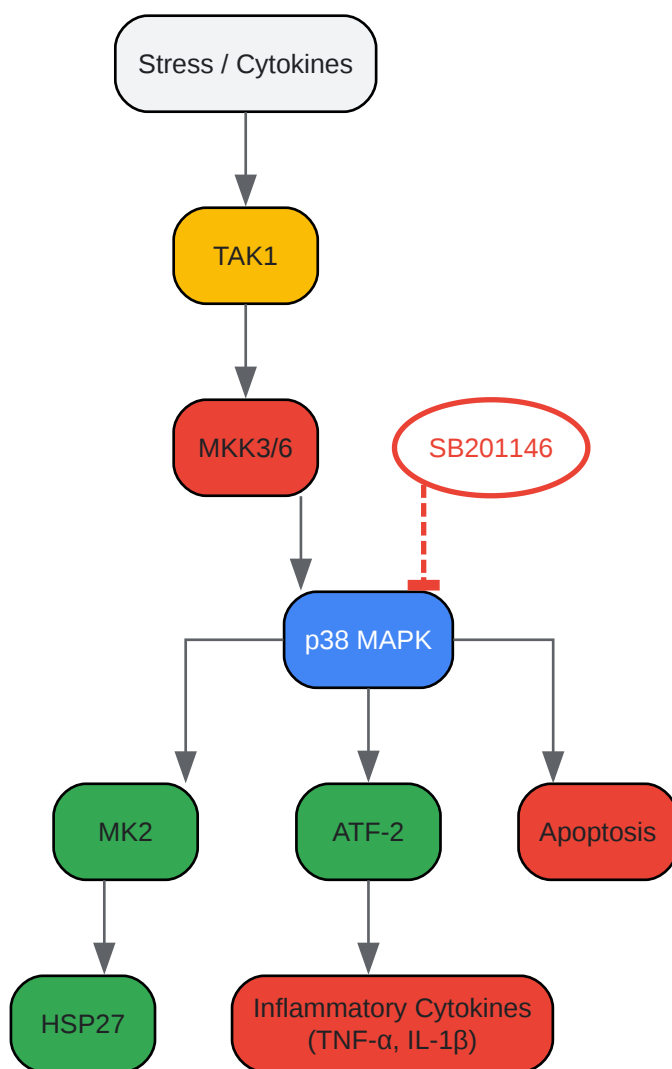 Stress / Cytokines
TAK1
MKK3/6
SB201146
p38 MAPK
MK2
ATF-2
Apoptosis
HSP27
Inflammatory Cytokines
(TNF-α, IL-1β)